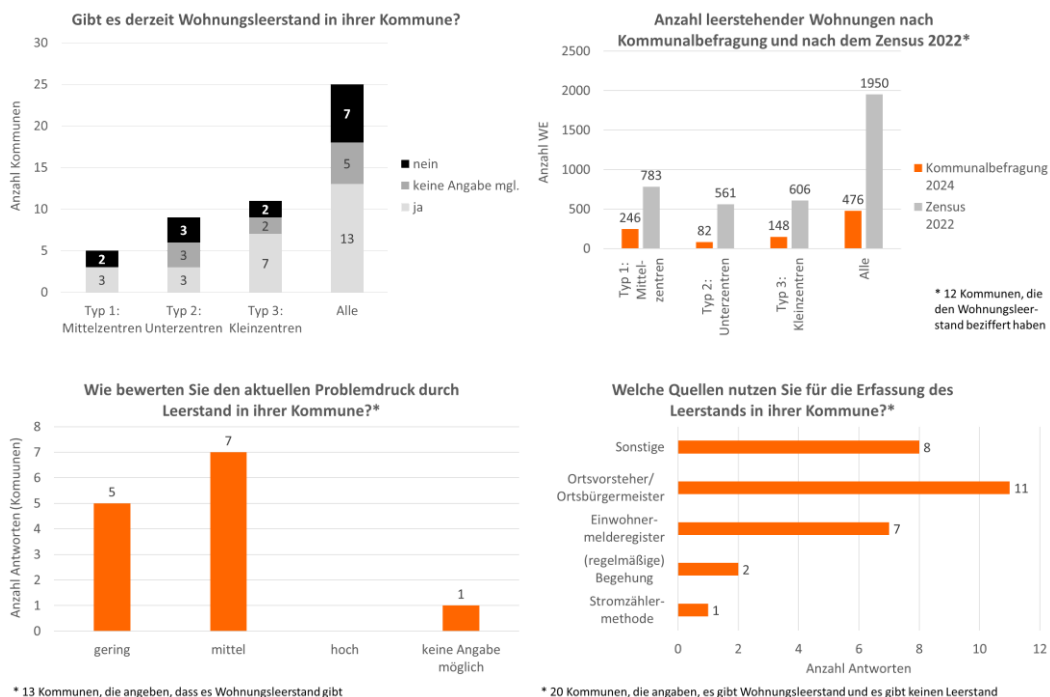 Gibt es derzeit Wohnungsleerstand in ihrer Kommune?
Anzahl Kommunen
30
25
20
15
10
5
0
2
3
3
3
3
2
2
7
7
5
13
Typ 1:
Mittelzentren
Typ 2:
Unterzentren
Typ 3:
Kleinzentren
Alle
nein
keine Angabe mgl.
ja
Anzahl leerstehender Wohnungen nach
Kommunalbefragung und nach dem Zensus 2022*
Anzahl WE
2500
2000
1500
1000
500
0
246
783
82
561
148
606
476
1950
Typ 1:
Mittel-
zentren
Typ 2:
Unterzentren
Typ 3:
Kleinzentren
Alle
Kommunalbefragung
2024
Zensus
2022
* 12 Kommunen, die
den Wohnungsleer-
stand beziffert haben
Wie bewerten Sie den aktuellen Problemdruck durch
Leerstand in ihrer Kommune?*
Anzahl Antworten (Komuunen)
8
7
6
5
4
3
2
1
0
5
7
1
gering
mittel
hoch
keine Angabe
möglich
* 13 Kommunen, die angeben, dass es Wohnungsleerstand gibt
Welche Quellen nutzen Sie für die Erfassung des
Leerstands in ihrer Kommune?*
Sonstige
8
Ortsvorsteher/
Ortsbürgermeister
11
Einwohner-
melderegister
7
(regelmäßige)
Begehung
2
Stromzähler-
methode
1
0
2
4
6
8
10
12
Anzahl Antworten
* 20 Kommunen, die angaben, es gibt Wohnungsleerstand und es gibt keinen Leerstand